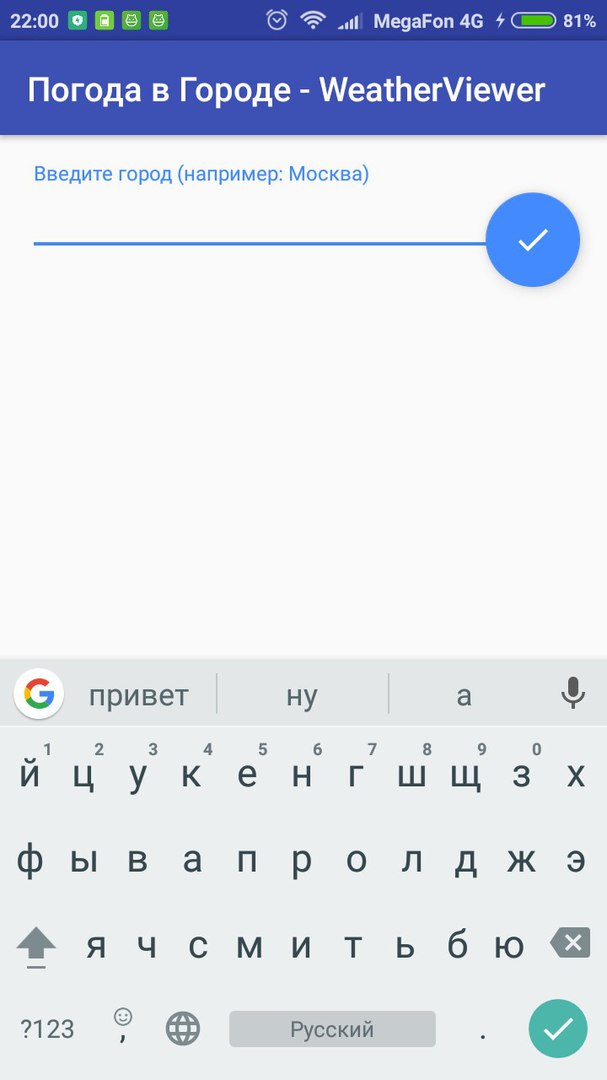 22:00 MegaFon 4G 81%
Погода в Городе - WeatherViewer
Введите город (например: Москва)
G привет ну а
1 2 3 4 5 6 7 8 9 0
й ц у к е н г ш щ з х
ф ы в а п р о л д ж э
я ч с м и т ь б ю
?123 , Русский .